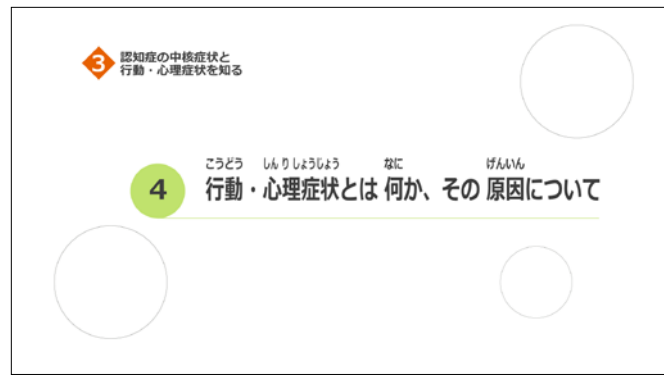 3
認知症の中核症状と
行動・心理症状を知る
こうどう しんりしょうじょう なに げんいん
4 行動・心理症状とは 何か、その 原因について